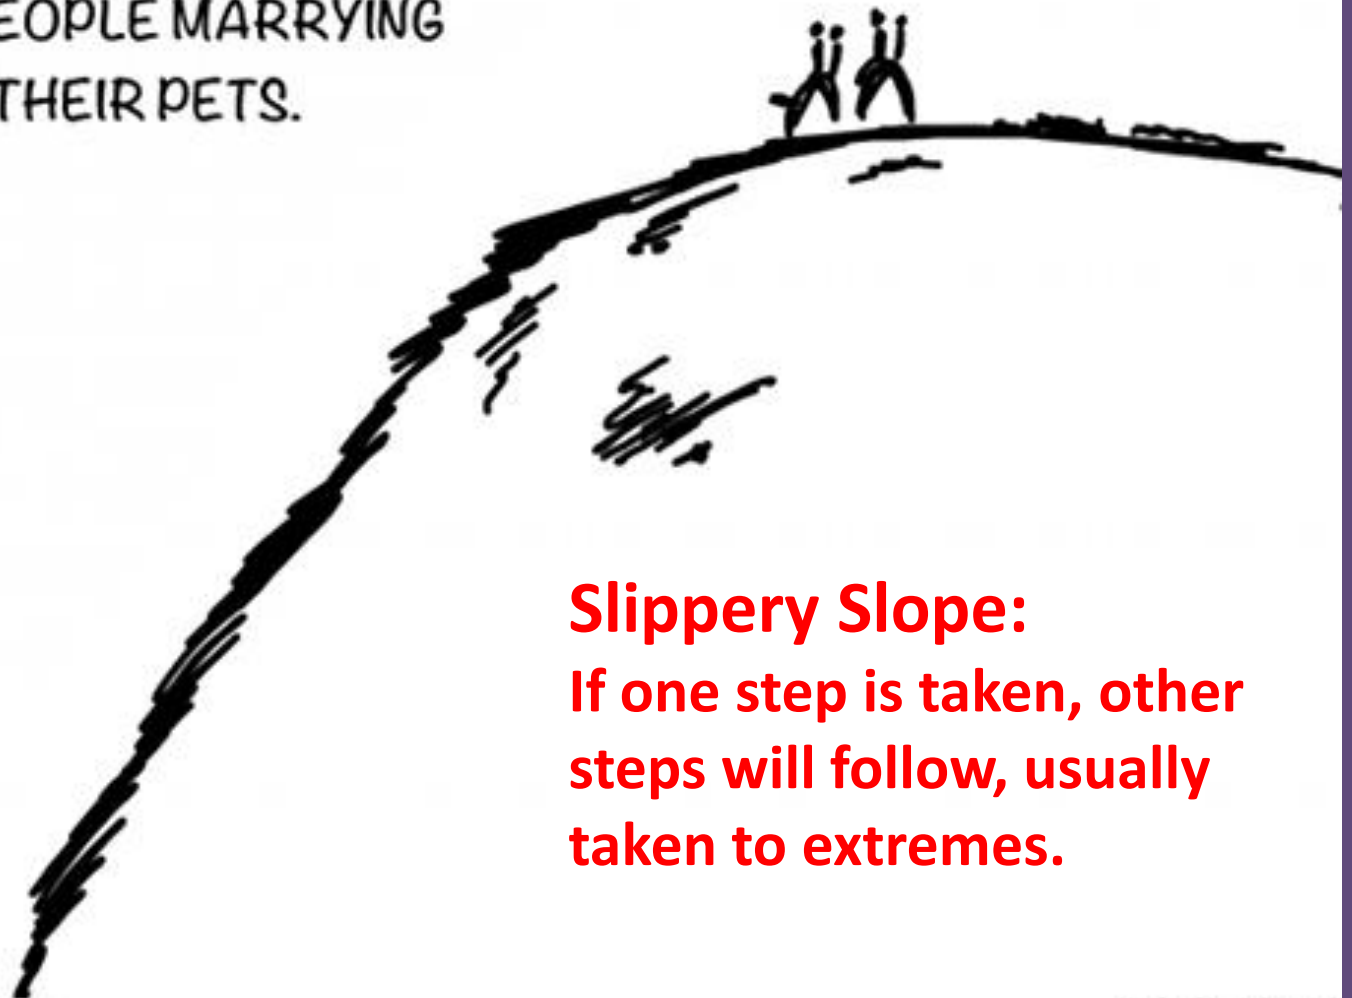 EOPLE MARRYING
THEIR PETS.
Slippery Slope:
If one step is taken, other
steps will follow, usually
taken to extremes.